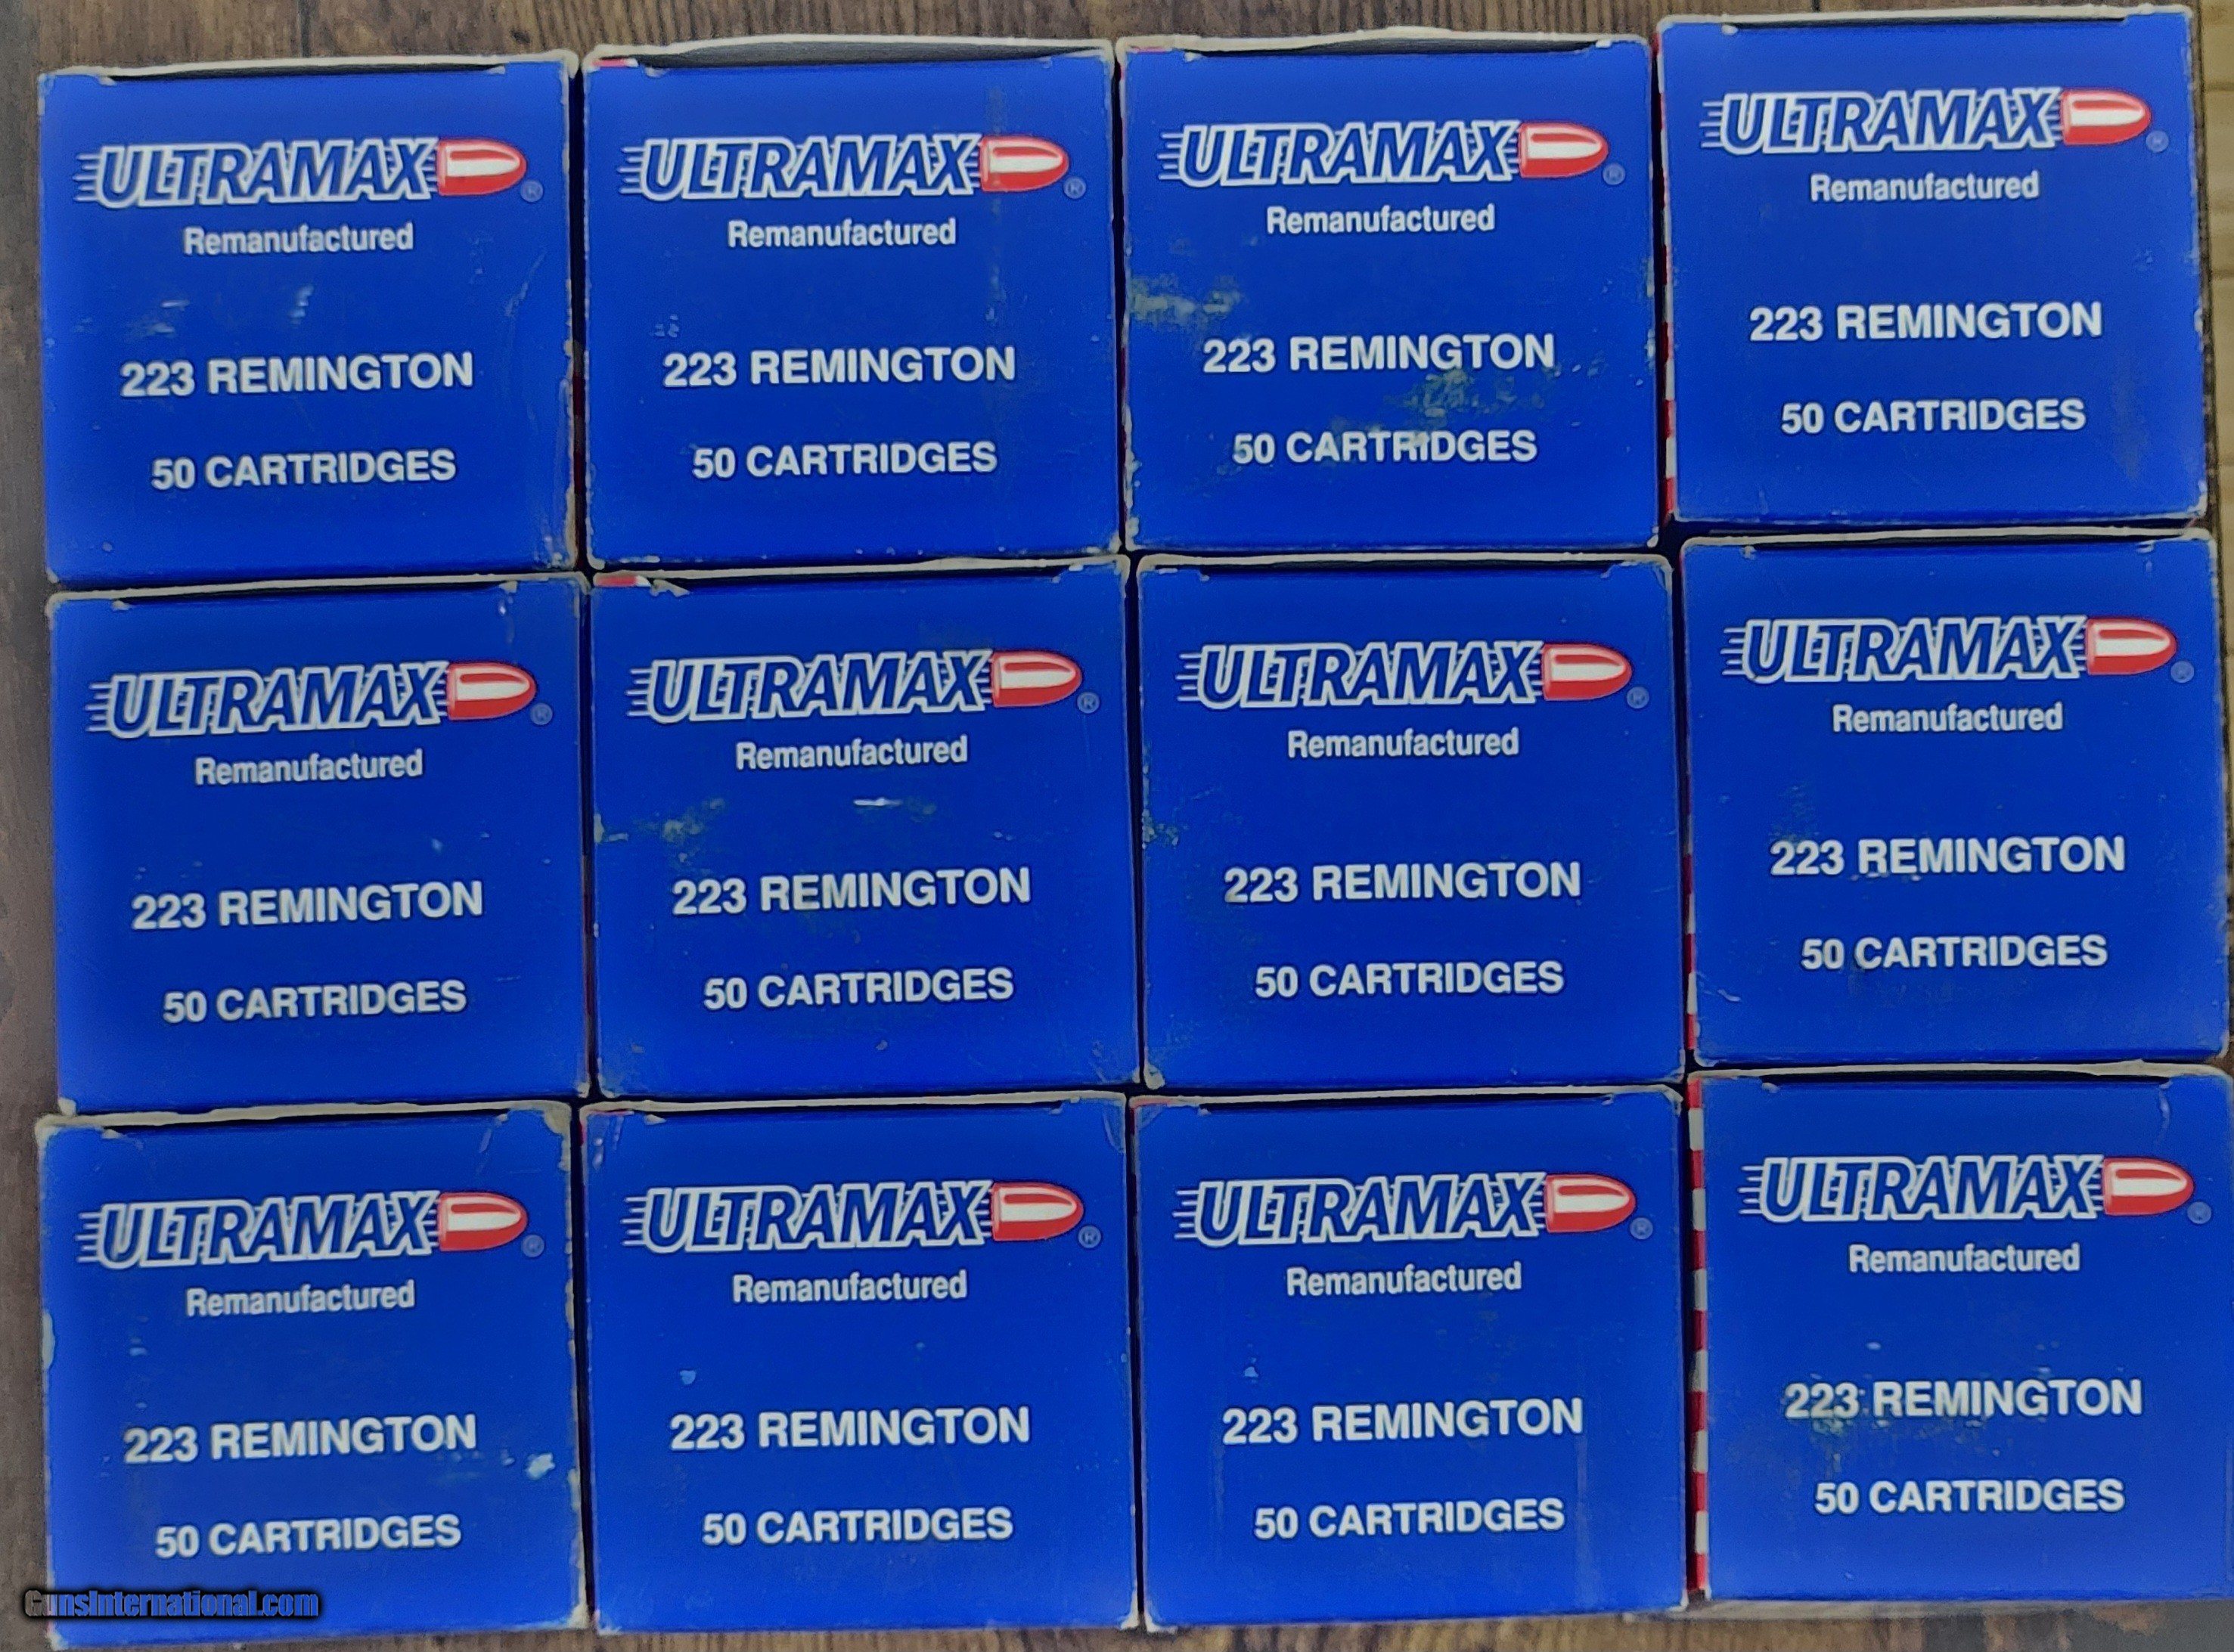 ULTRAMAX ®
Remanufactured
223 REMINGTON
50 CARTRIDGES
ULTRAMAX ®
Remanufactured
223 REMINGTON
50 CARTRIDGES
ULTRAMAX ®
Remanufactured
223 REMINGTON
50 CARTRIDGES
ULTRAMAX ®
Remanufactured
223 REMINGTON
50 CARTRIDGES
ULTRAMAX ®
Remanufactured
223 REMINGTON
50 CARTRIDGES
ULTRAMAX ®
Remanufactured
223 REMINGTON
50 CARTRIDGES
ULTRAMAX ®
Remanufactured
223 REMINGTON
50 CARTRIDGES
ULTRAMAX ®
Remanufactured
223 REMINGTON
50 CARTRIDGES
ULTRAMAX ®
Remanufactured
223 REMINGTON
50 CARTRIDGES
ULTRAMAX ®
Remanufactured
223 REMINGTON
50 CARTRIDGES
ULTRAMAX ®
Remanufactured
223 REMINGTON
50 CARTRIDGES
ULTRAMAX ®
Remanufactured
223 REMINGTON
50 CARTRIDGES
GunsInternational.com